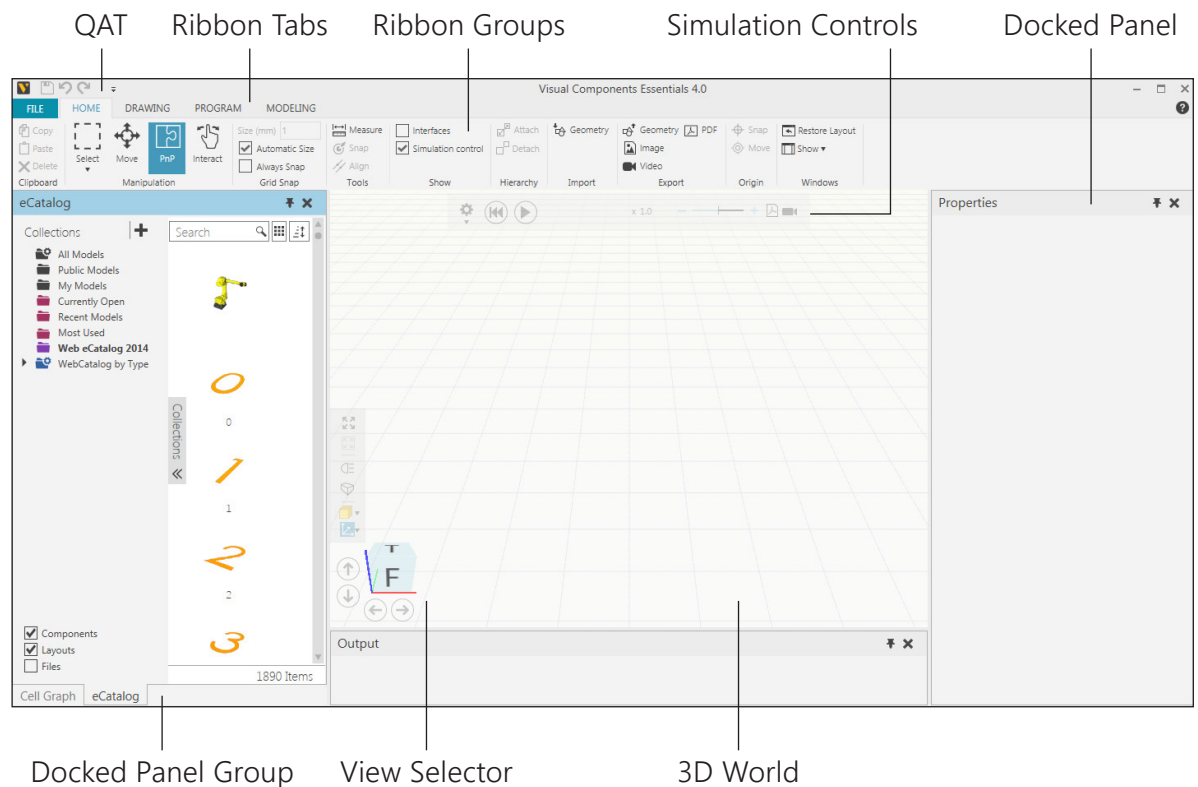 QAT Ribbon Tabs Ribbon Groups Simulation Controls Docked Panel
Visual Components Essentials 4.0
FILE HOME DRAWING PROGRAM MODELING
Copy
Paste
Delete
Clipboard
Select Move PnP Interact
Manipulation
Size (mm) 1
Automatic Size
Always Snap
Grid Snap
Measure
Snap
Align
Tools
Interfaces
Simulation control
Show
Attach
Detach
Hierarchy
Geometry
Import
Geometry PDF
Image
Video
Export
Snap
Move
Origin
Restore Layout
Show
Windows
eCatalog
Collections
All Models
Public Models
My Models
Currently Open
Recent Models
Most Used
Web eCatalog 2014
WebCatalog by Type
Components
Layouts
Files
Collections
Search
0
0
1
1
2
2
3
1890 Items
Cell Graph eCatalog
x 1.0
T
F
Output
Properties
Docked Panel Group View Selector 3D World